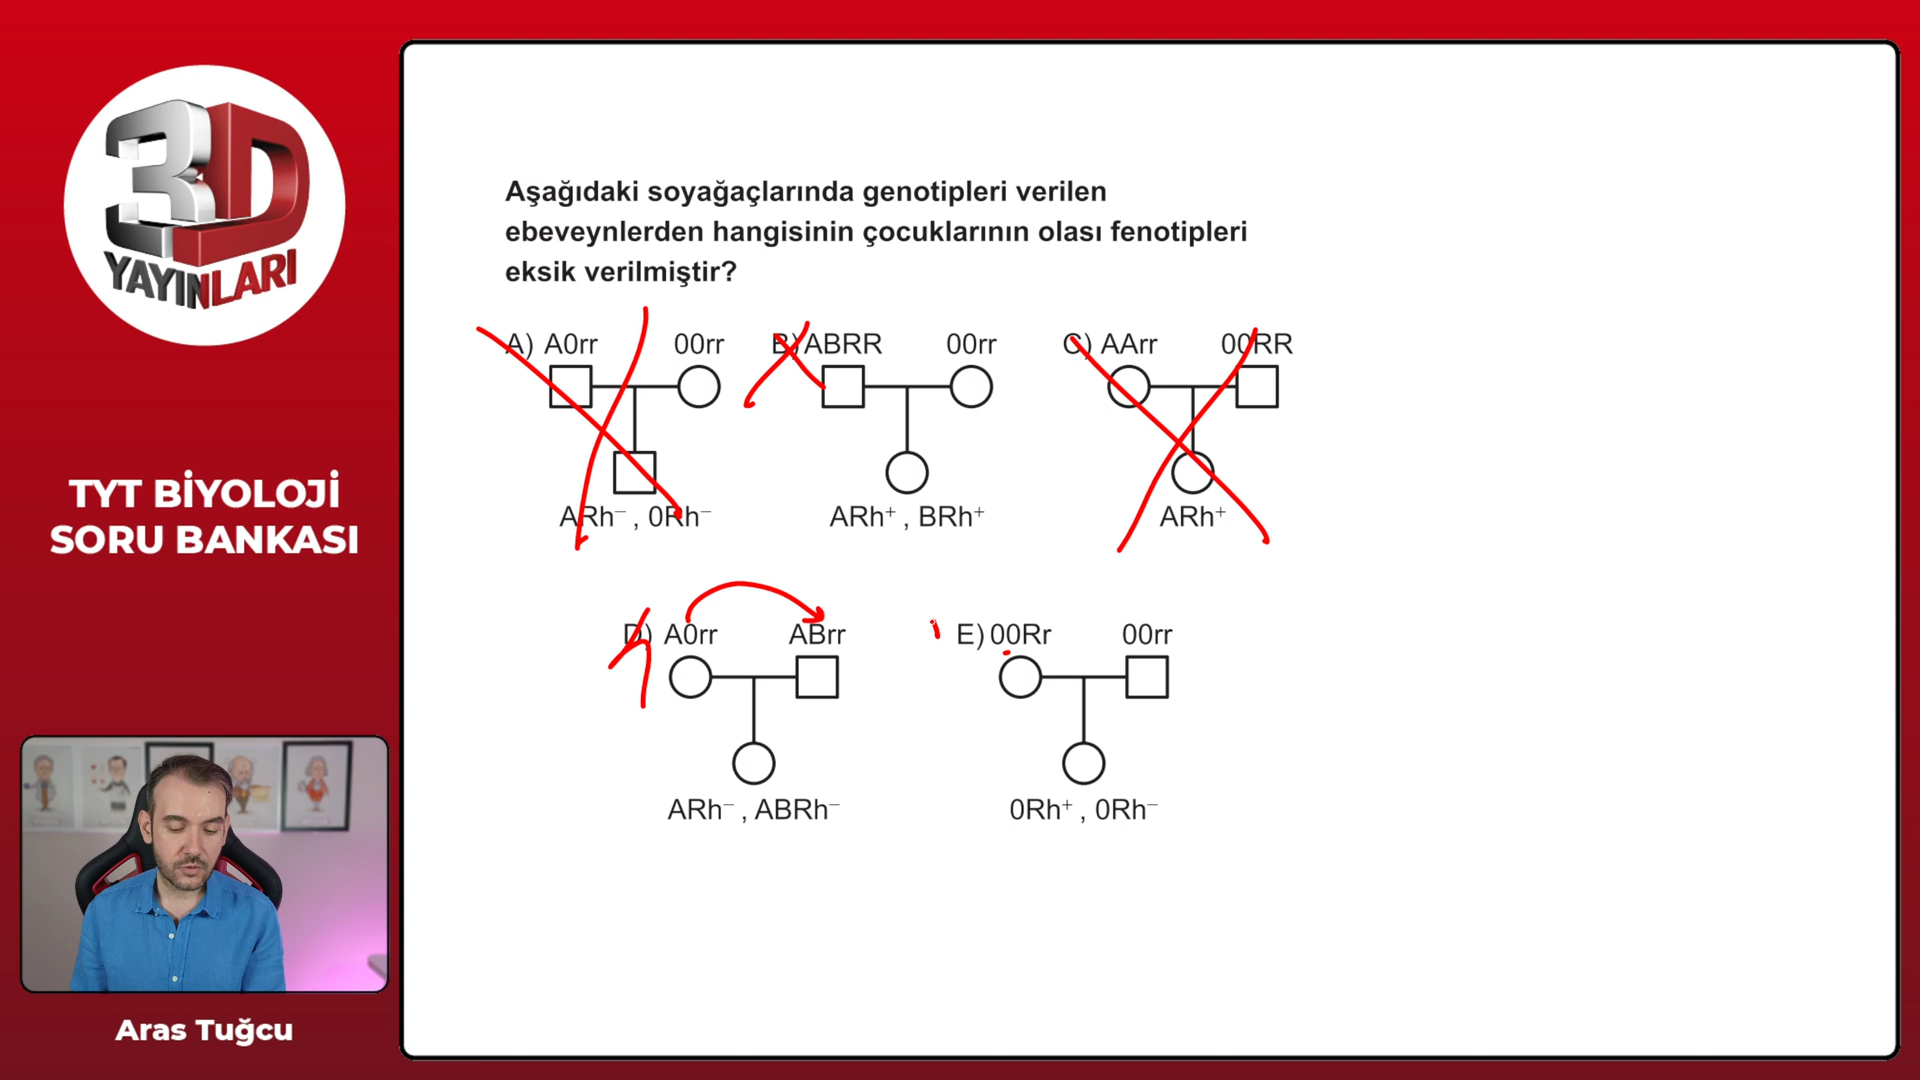 3D
YAYINLARI
TYT BİYOLOJİ
SORU BANKASI
Aras Tuğcu
Aşağıdaki soyağaçlarında genotipleri verilen
ebeveynlerden hangisinin çocuklarının olası fenotipleri
eksik verilmiştir?
A) A0rr 00rr
ARh⁻ , 0Rh⁻
B) ABRR 00rr
ARh⁺ , BRh⁺
C) AArr 00RR
ARh⁺
D) A0rr ABrr
ARh⁻ , ABRh⁻
E) 00Rr 00rr
0Rh⁺ , 0Rh⁻